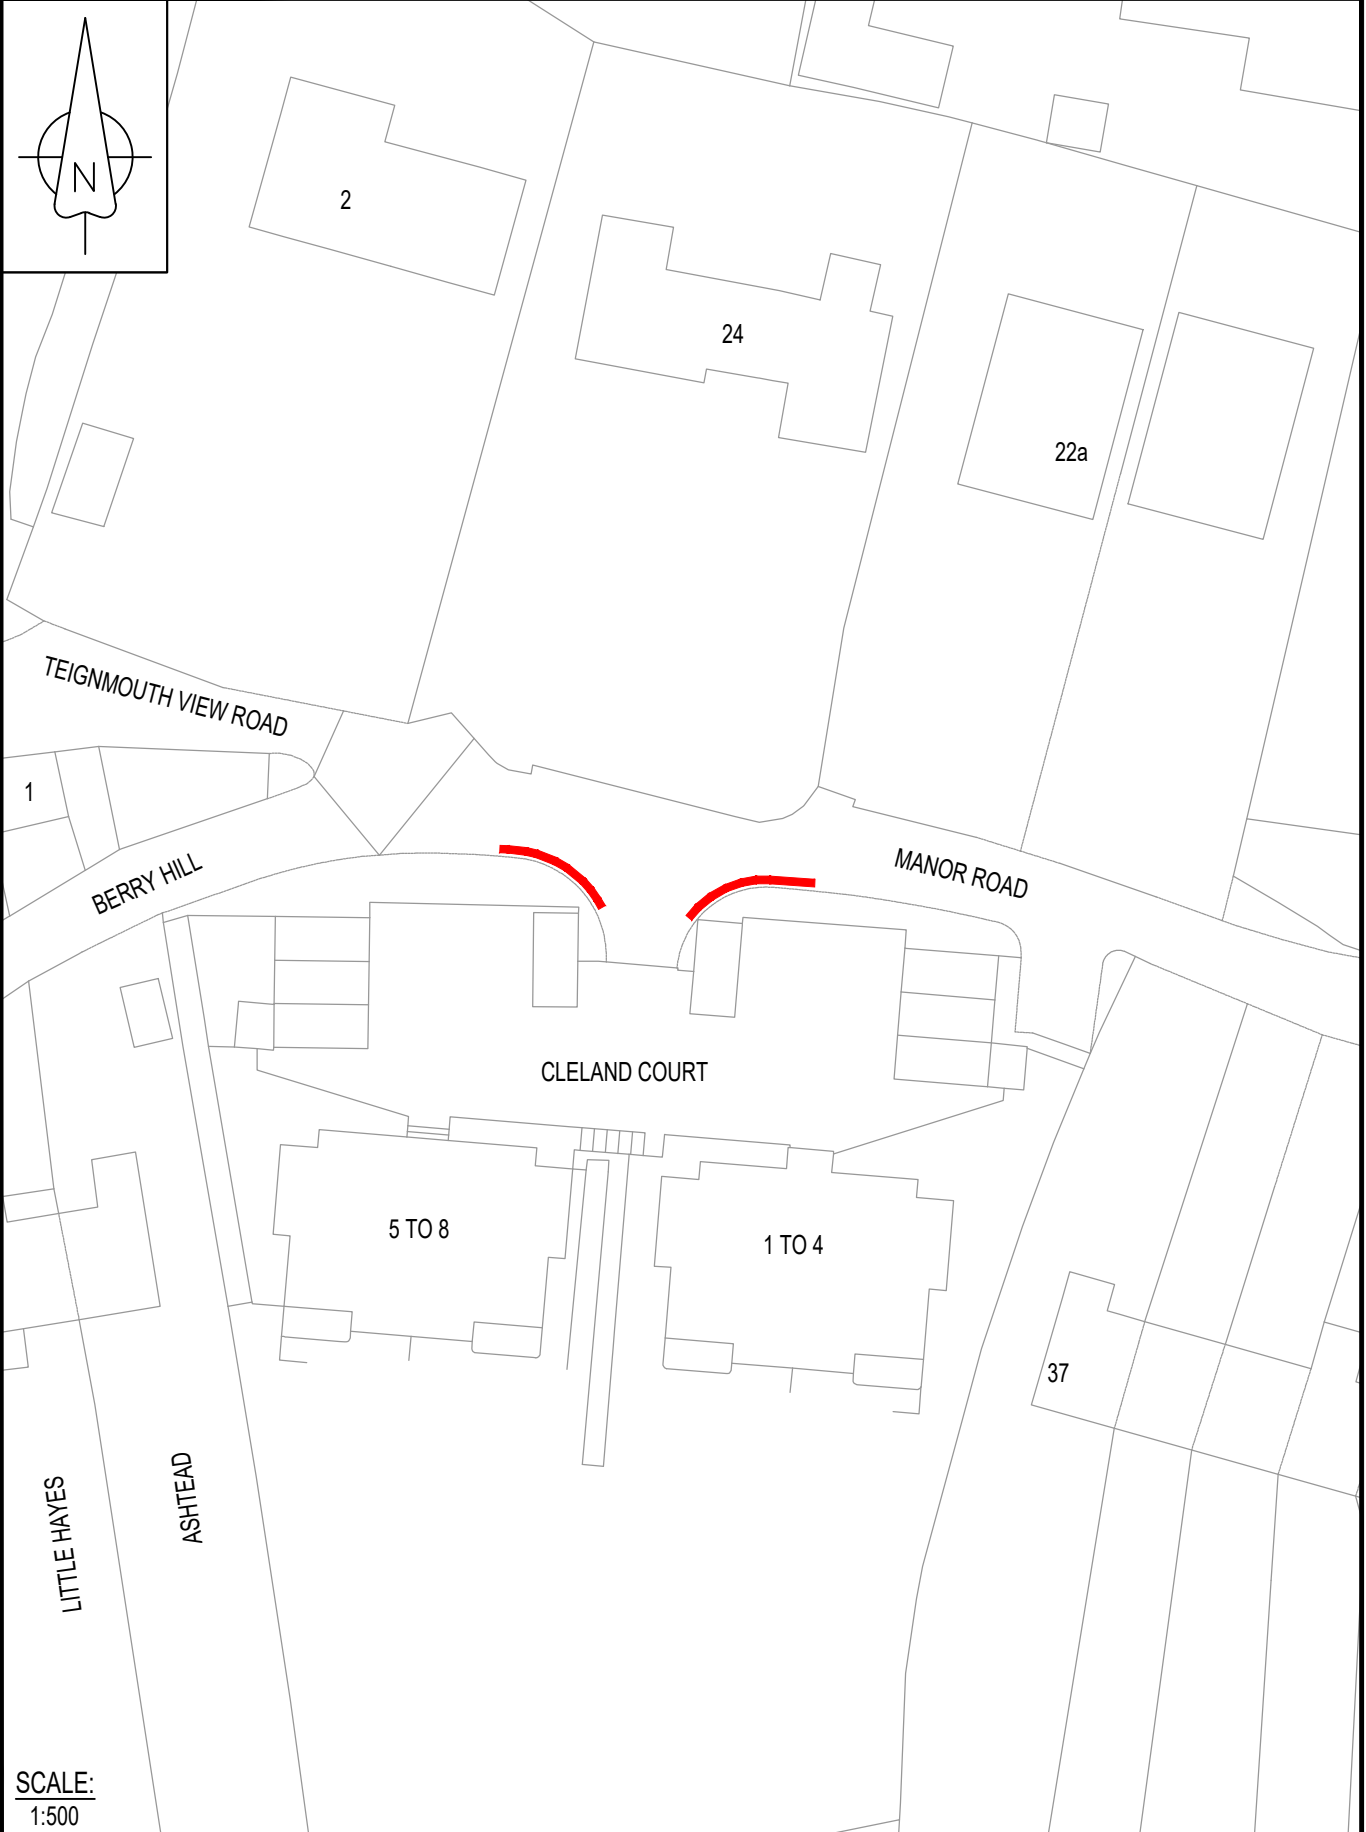 N
2
24
22a
TEIGNMOUTH VIEW ROAD
1
BERRY HILL
MANOR ROAD
CLELAND COURT
5 TO 8
1 TO 4
37
LITTLE HAYES
ASHTEAD
SCALE:
1:500